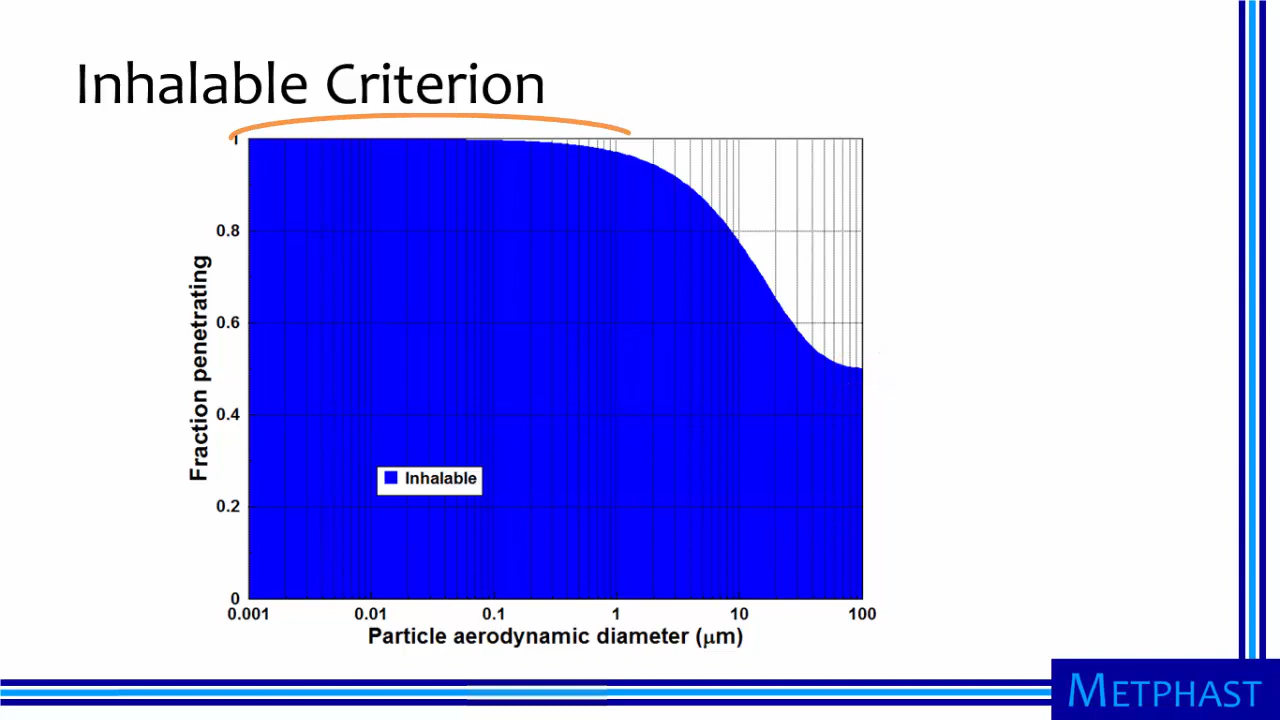 Inhalable Criterion
1
0.8
0.6
0.4
0.2
0
Fraction penetrating
Inhalable
0.001 0.01 0.1 1 10 100
Particle aerodynamic diameter (μm)
METPHAST